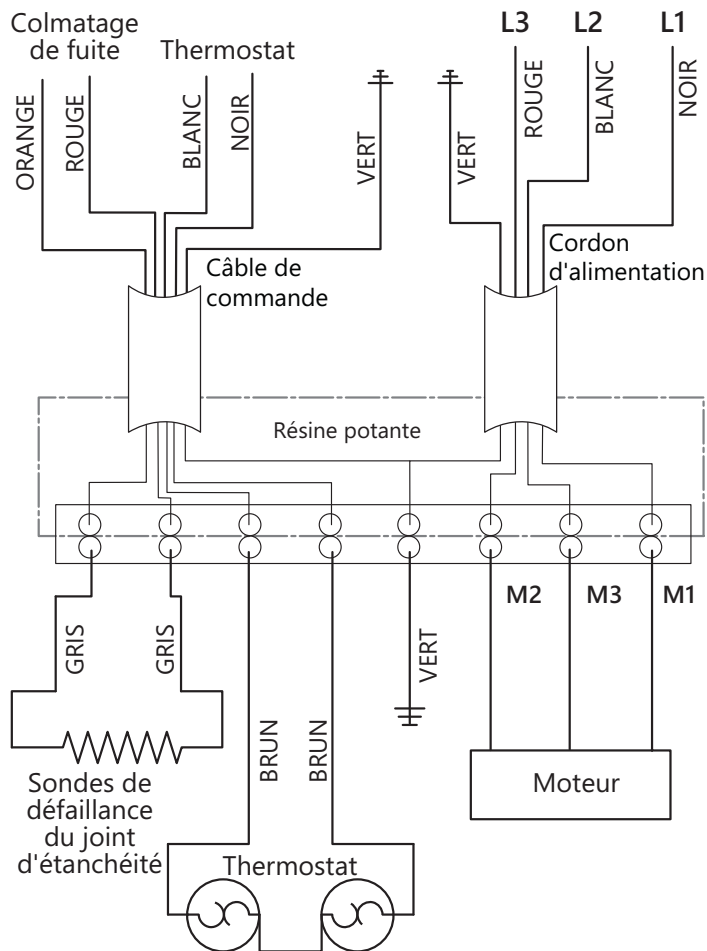 Colmatage
de fuite
Thermostat
L3
L2
L1
ORANGE
ROUGE
BLANC
NOIR
VERT
VERT
ROUGE
BLANC
NOIR
Câble de
commande
Cordon
d'alimentation
Résine potante
M2
M3
M1
GRIS
GRIS
VERT
BRUN
BRUN
Sondes de
défaillance
du joint
d'étanchéité
Thermostat
Moteur